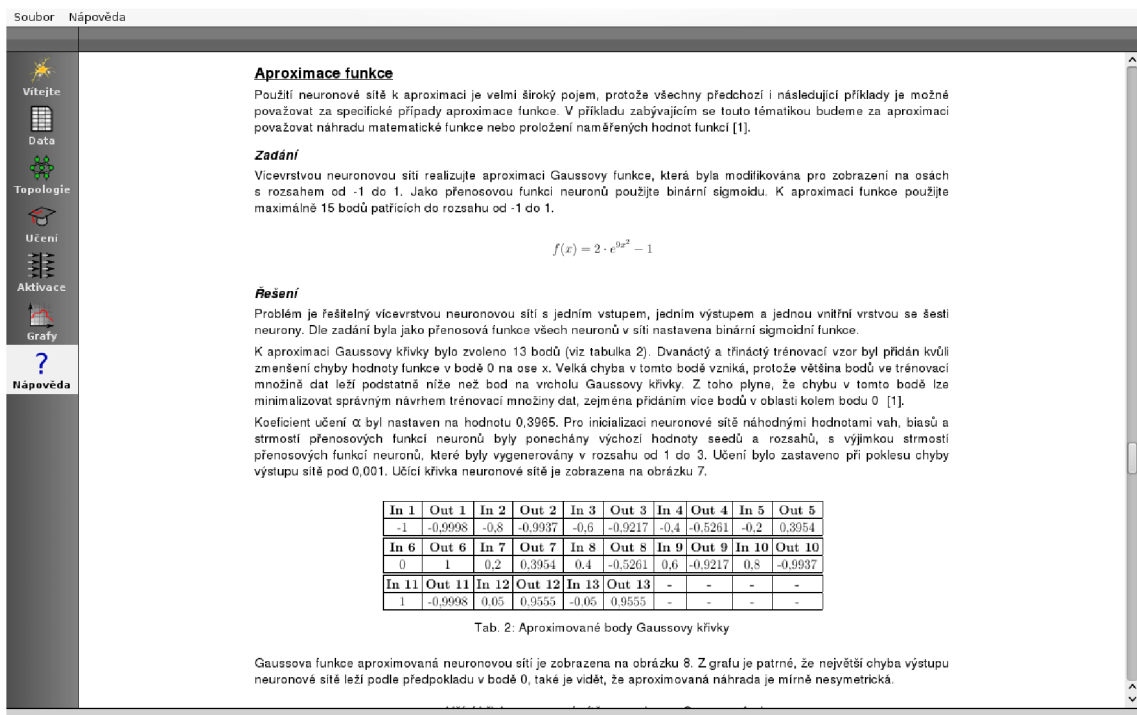 Soubor Nápověda
Vítejte
Data
Topologie
Učení
Aktivace
Grafy
?
Nápověda
Aproximace funkce
Použití neuronové sítě k aproximaci je velmi široký pojem, protože všechny předchozí i následující příklady je možné
považovat za specifické případy aproximace funkce. V příkladu zabývajícím se touto tématikou budeme za aproximaci
považovat náhradu matematické funkce nebo proložení naměřených hodnot funkcí [1].
Zadání
Vícevrstvou neuronovou sítí realizujte aproximaci Gaussovy funkce, která byla modifikována pro zobrazení na osách
s rozsahem od -1 do 1. Jako přenosovou funkci neuronů použijte binární sigmoidu. K aproximaci funkce použijte
maximálně 15 bodů patřících do rozsahu od -1 do 1.
f(x) = 2 · e^{9x^2} − 1
Řešení
Problém je řešitelný vícevrstvou neuronovou sítí s jedním vstupem, jedním výstupem a jednou vnitřní vrstvou se šesti
neurony. Dle zadání byla jako přenosová funkce všech neuronů v síti nastavena binární sigmoidní funkce.
K aproximaci Gaussovy křivky bylo zvoleno 13 bodů (viz tabulka 2). Dvanáctý a třináctý trénovací vzor byl přidán kvůli
zmenšení chyby hodnoty funkce v bodě 0 na ose x. Velká chyba v tomto bodě vzniká, protože většina bodů ve trénovací
množině dat leží podstatně níže než bod na vrcholu Gaussovy křivky. Z toho plyne, že chybu v tomto bodě lze
minimalizovat správným návrhem trénovací množiny dat, zejména přidáním více bodů v oblasti kolem bodu 0 [1].
Koeficient učení α byl nastaven na hodnotu 0,3965. Pro inicializaci neuronové sítě náhodnými hodnotami vah, biasů a
strmostí přenosových funkcí neuronů byly ponechány výchozí hodnoty seedů a rozsahů, s výjimkou strmostí
přenosových funkcí neuronů, které byly vygenerovány v rozsahu od 1 do 3. Učení bylo zastaveno při poklesu chyby
výstupu sítě pod 0,001. Učící křivka neuronové sítě je zobrazena na obrázku 7.
In 1 Out 1 In 2 Out 2 In 3 Out 3 In 4 Out 4 In 5 Out 5
-1 -0,9998 -0,8 -0,9937 -0,6 -0,9217 -0,4 -0,5261 -0,2 0,3954
In 6 Out 6 In 7 Out 7 In 8 Out 8 In 9 Out 9 In 10 Out 10
0 1 0,2 0,3954 0,4 -0,5261 0,6 -0,9217 0,8 -0,9937
In 11 Out 11 In 12 Out 12 In 13 Out 13 - - - -
1 -0,9998 0,05 0,9555 -0,05 0,9555 - - - -
Tab. 2: Aproximované body Gaussovy křivky
Gaussova funkce aproximovaná neuronovou sítí je zobrazena na obrázku 8. Z grafu je patrné, že největší chyba výstupu
neuronové sítě leží podle předpokladu v bodě 0, také je vidět, že aproximovaná náhrada je mírně nesymetrická.